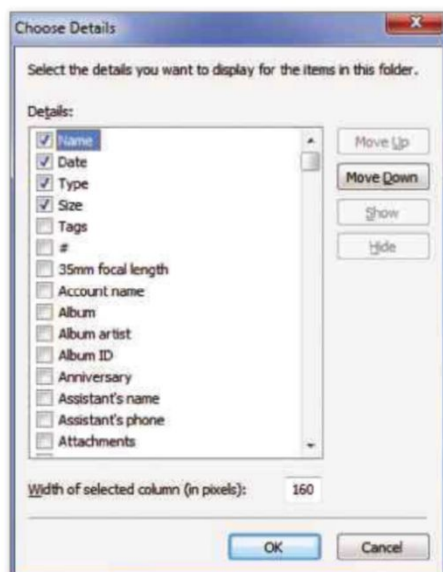 Choose Details
Select the details you want to display for the items in this folder.
Details:
Name
Date
Type
Size
Tags
#
35mm focal length
Account name
Album
Album artist
Album ID
Anniversary
Assistant's name
Assistant's phone
Attachments
Move Up
Move Down
Show
Hide
Width of selected column (in pixels): 160
OK Cancel